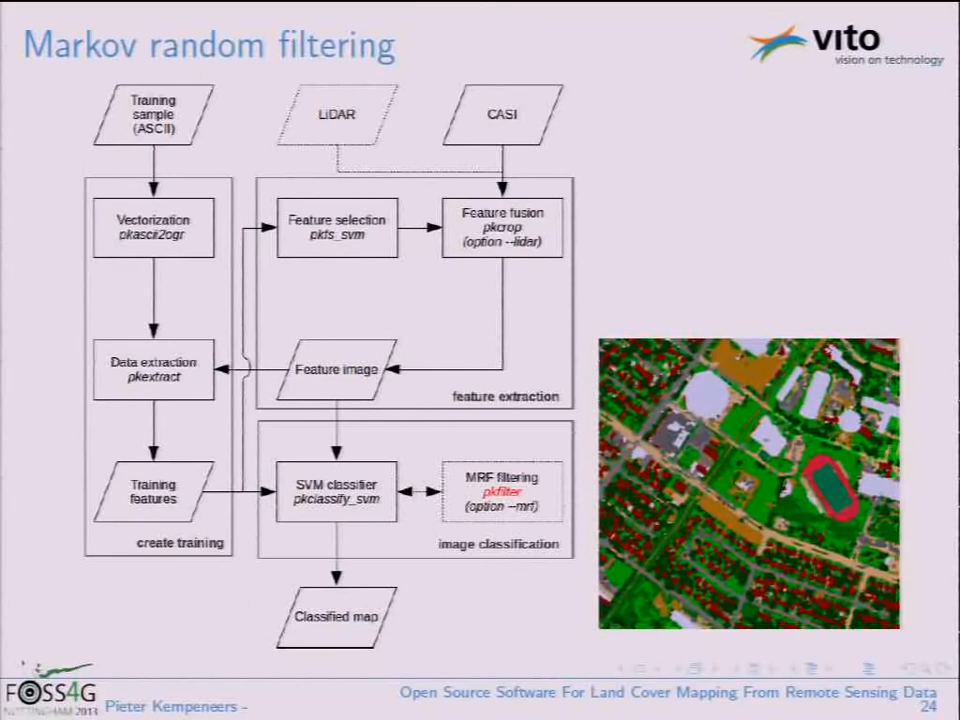 Markov random filtering
vito
vision on technology
Training
sample
(ASCII)
LiDAR
CASI
Vectorization
pkascii2ogr
Feature selection
pkfs_svm
Feature fusion
pkcrop
(option --lidar)
Data extraction
pkextract
Feature image
feature extraction
Training
features
SVM classifier
pkclassify_svm
MRF filtering
pkfilter
(option --mrf)
create training
image classification
Classified map
FOSS4G
NOTTINGHAM 2013
Pieter Kempeneers -
Open Source Software For Land Cover Mapping From Remote Sensing Data
24